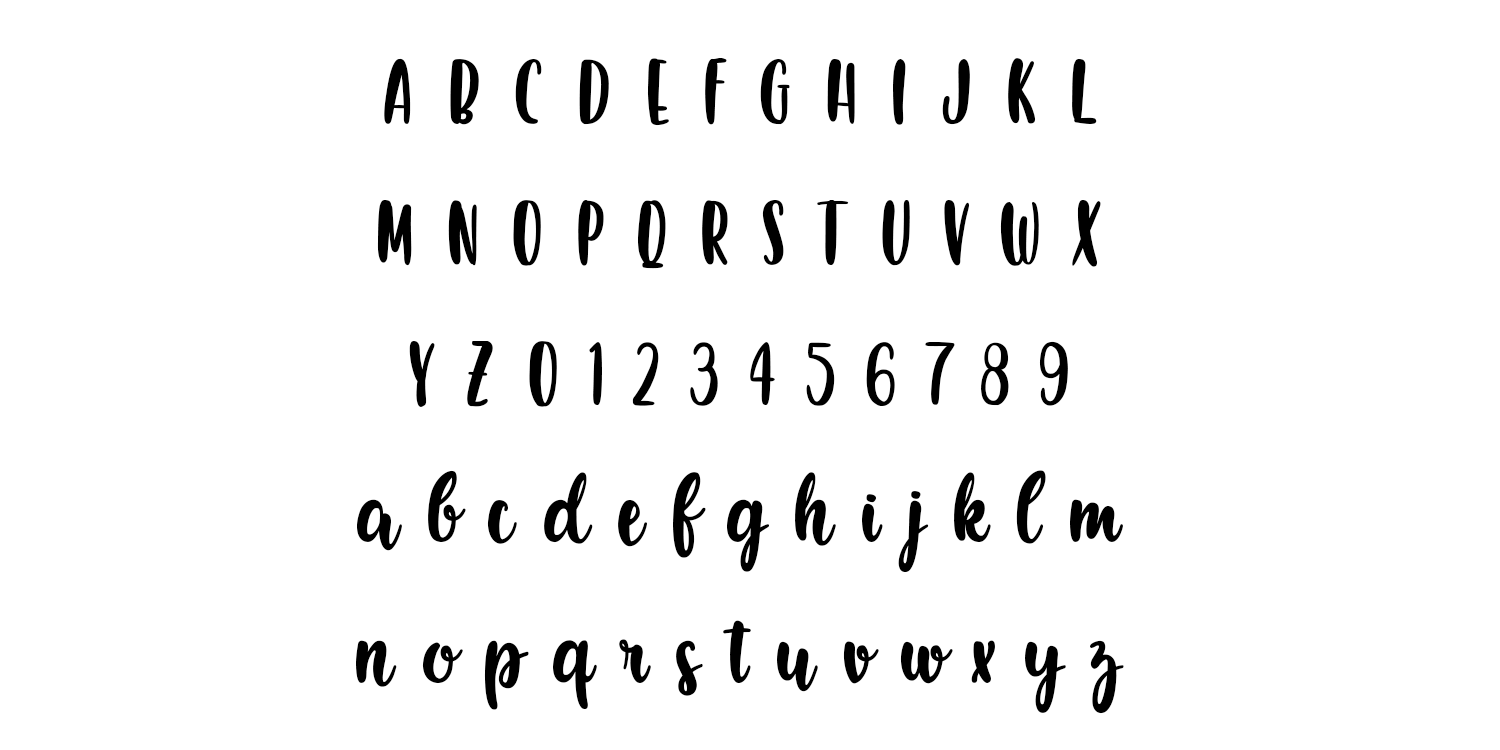 A B C D E F G H I J K L
M N O P Q R S T U V W X
Y Z 0 1 2 3 4 5 6 7 8 9
a b c d e f g h i j k l m
n o p q r s t u v w x y z